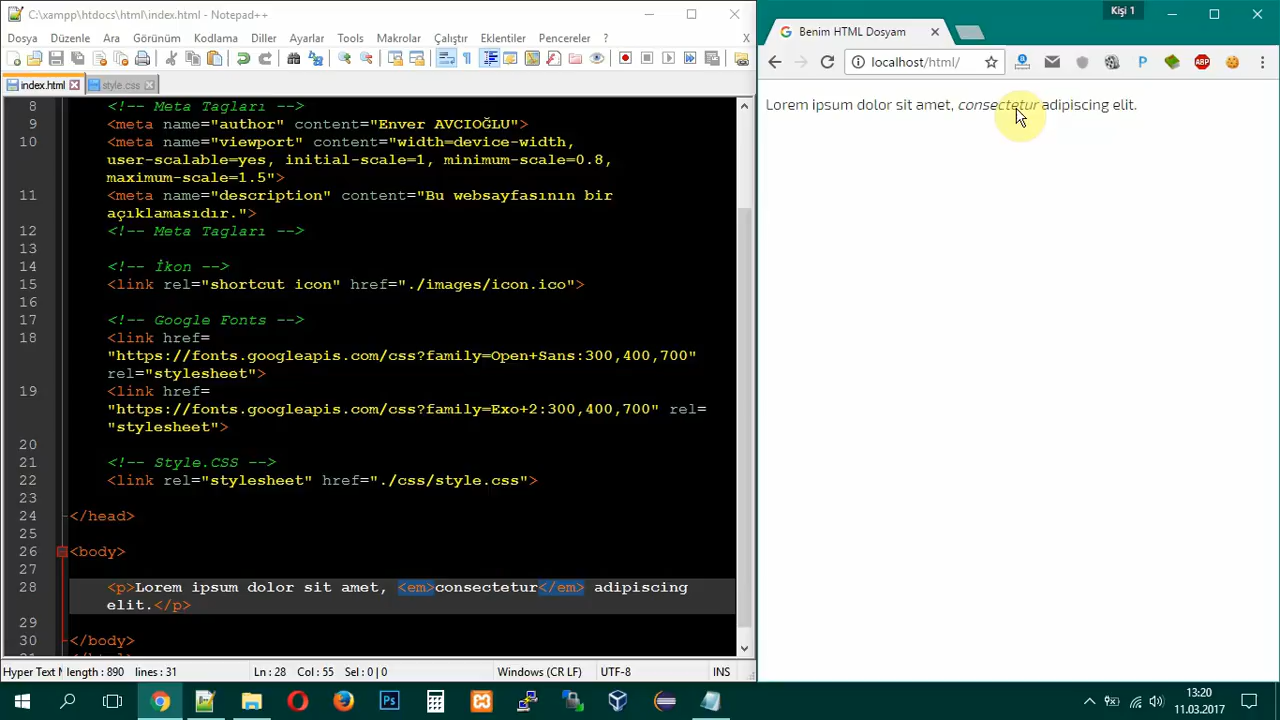 C:\xampp\htdocs\html\index.html - Notepad++
Dosya Düzenle Ara Görünüm Kodlama Diller Ayarlar Tools Makrolar Çalıştır Eklentiler Pencereler ? X
index.html style.css
8 <!-- Meta Tagları -->
9 <meta name="author" content="Enver AVCIOĞLU">
10 <meta name="viewport" content="width=device-width,
user-scalable=yes, initial-scale=1, minimum-scale=0.8,
maximum-scale=1.5">
11 <meta name="description" content="Bu websayfasının bir
açıklamasıdır.">
12 <!-- Meta Tagları -->
13
14 <!-- İkon -->
15 <link rel="shortcut icon" href="./images/icon.ico">
16
17 <!-- Google Fonts -->
18 <link href=
"https://fonts.googleapis.com/css?family=Open+Sans:300,400,700"
rel="stylesheet">
19 <link href=
"https://fonts.googleapis.com/css?family=Exo+2:300,400,700" rel=
"stylesheet">
20
21 <!-- Style.CSS -->
22 <link rel="stylesheet" href="./css/style.css">
23
24 </head>
25
26 <body>
27
28 <p>Lorem ipsum dolor sit amet, <em>consectetur</em> adipiscing
elit.</p>
29
30 </body>
Hyper Text M length : 890 lines : 31 Ln : 28 Col : 55 Sel : 0 | 0 Windows (CR LF) UTF-8 INS
Kişi 1
Benim HTML Dosyam
localhost/html/
ABP
Lorem ipsum dolor sit amet, consectetur adipiscing elit.
Ps
13:20
11.03.2017